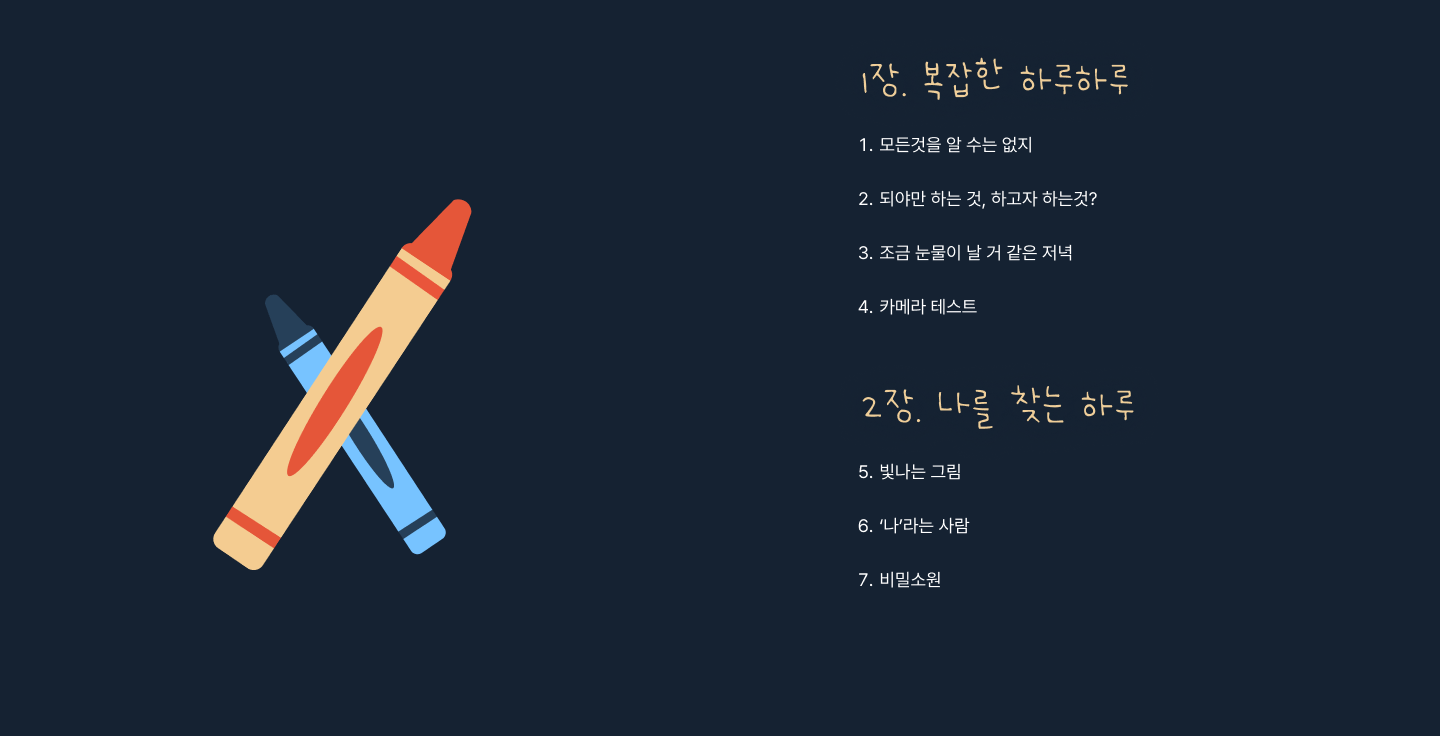 1장. 복잡한 하루하루
1. 모든것을 알 수는 없지
2. 되야만 하는 것, 하고자 하는것?
3. 조금 눈물이 날 거 같은 저녁
4. 카메라 테스트
2장. 나를 찾는 하루
5. 빛나는 그림
6. ‘나’라는 사람
7. 비밀소원